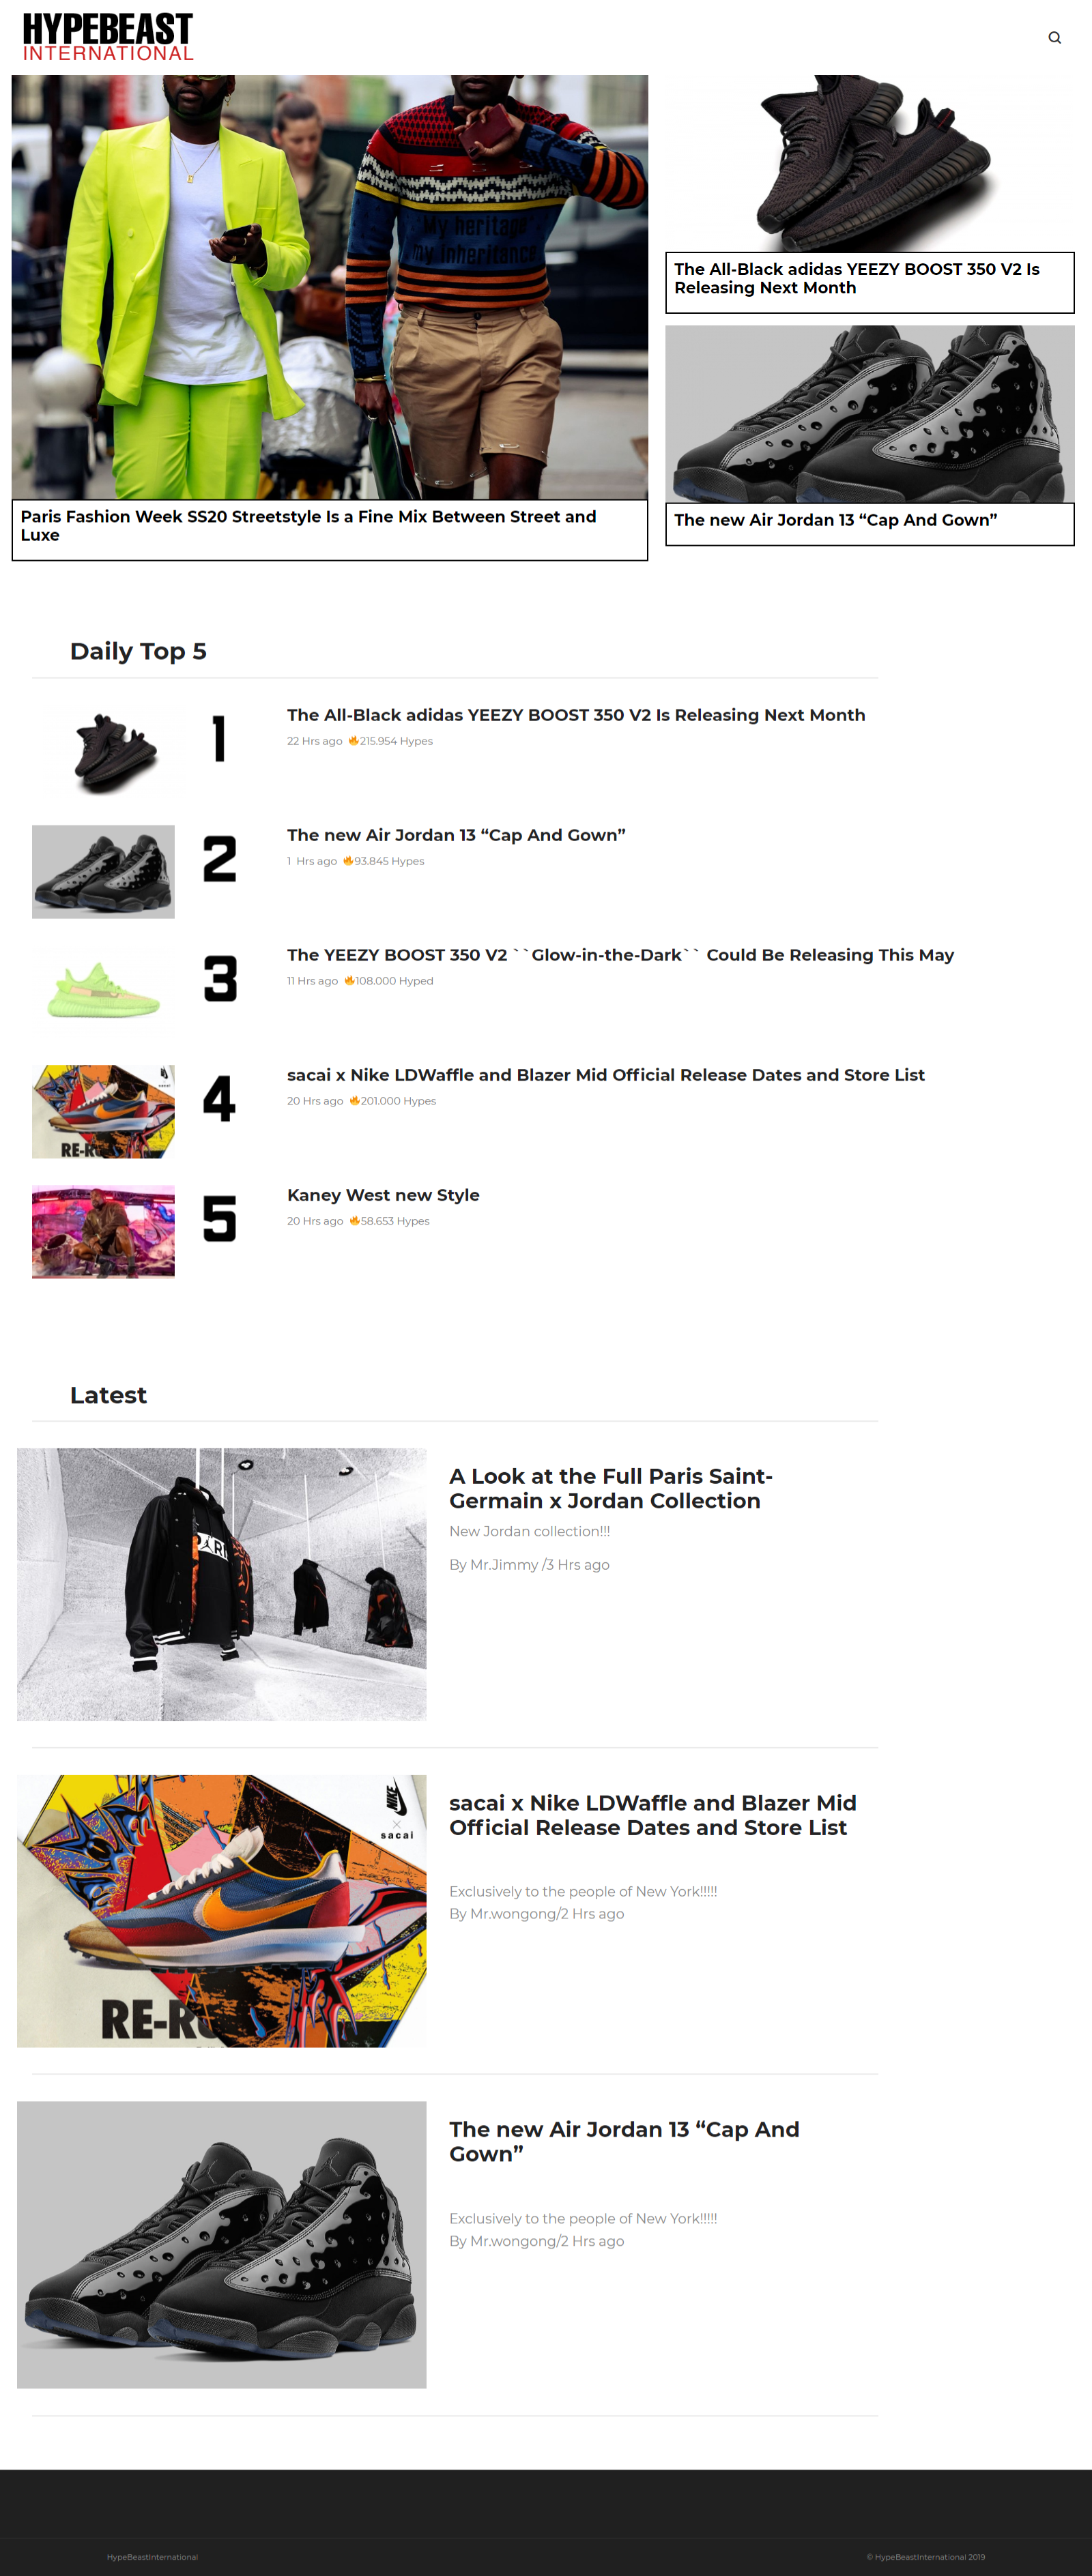 HYPEBEAST
INTERNATIONAL
My heritage
my inheritance
Paris Fashion Week SS20 Streetstyle Is a Fine Mix Between Street and
Luxe
The All-Black adidas YEEZY BOOST 350 V2 Is
Releasing Next Month
The new Air Jordan 13 “Cap And Gown”
Daily Top 5
1
The All-Black adidas YEEZY BOOST 350 V2 Is Releasing Next Month
22 Hrs ago 🔥215.954 Hypes
2
The new Air Jordan 13 “Cap And Gown”
1 Hrs ago 🔥93.845 Hypes
3
The YEEZY BOOST 350 V2 ``Glow-in-the-Dark`` Could Be Releasing This May
11 Hrs ago 🔥108.000 Hyped
RE-R
4
sacai x Nike LDWaffle and Blazer Mid Official Release Dates and Store List
20 Hrs ago 🔥201.000 Hypes
5
Kaney West new Style
20 Hrs ago 🔥58.653 Hypes
Latest
PARI
A Look at the Full Paris Saint-
Germain x Jordan Collection
New Jordan collection!!!
By Mr.Jimmy /3 Hrs ago
NIKE
×
sacai
RE-RU
sacai x Nike LDWaffle and Blazer Mid
Official Release Dates and Store List
Exclusively to the people of New York!!!!!
By Mr.wongong/2 Hrs ago
The new Air Jordan 13 “Cap And
Gown”
Exclusively to the people of New York!!!!!
By Mr.wongong/2 Hrs ago
HypeBeastInternational
© HypeBeastInternational 2019